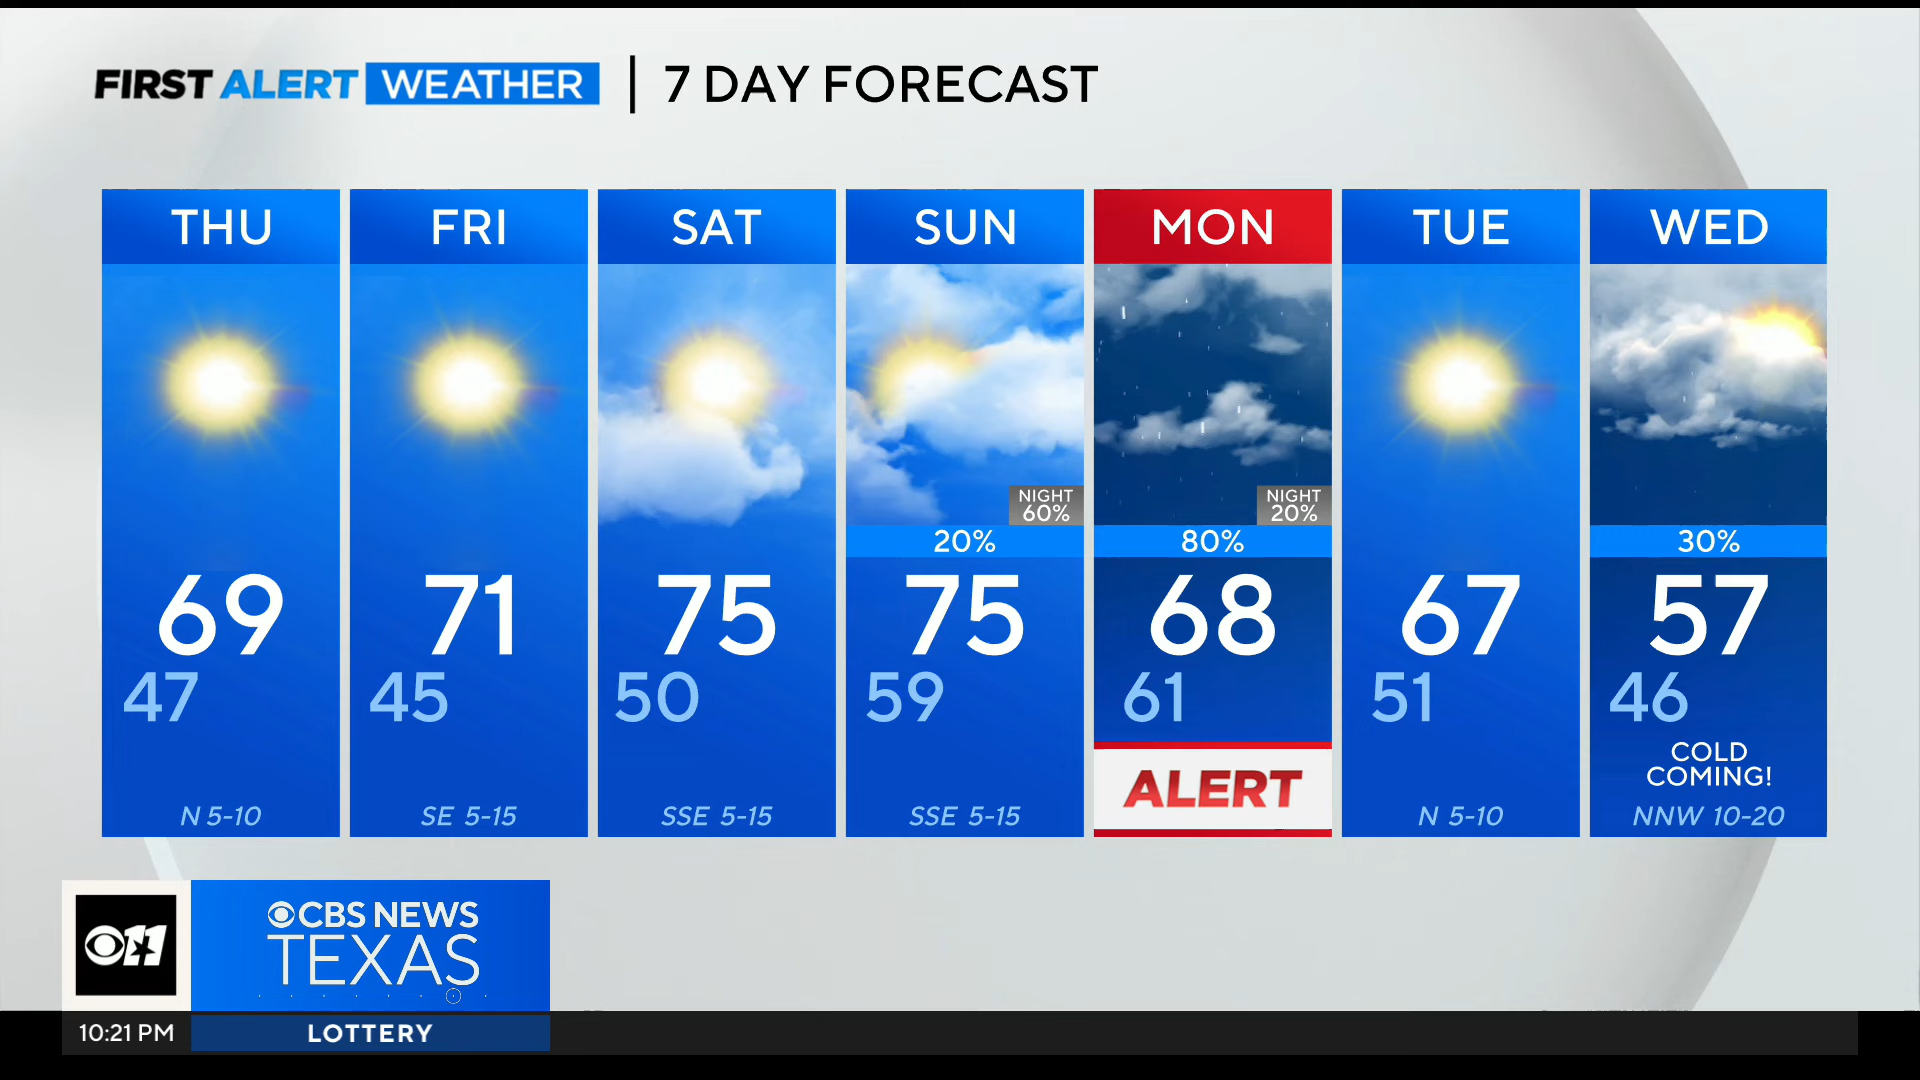 FIRST ALERT WEATHER | 7 DAY FORECAST
THU
69
47
N 5-10
FRI
71
45
SE 5-15
SAT
75
50
SSE 5-15
SUN
NIGHT
60%
20%
75
59
SSE 5-15
MON
NIGHT
20%
80%
68
61
ALERT
TUE
67
51
N 5-10
WED
30%
57
46
COLD
COMING!
NNW 10-20
11
CBS NEWS
TEXAS
10:21 PM
LOTTERY